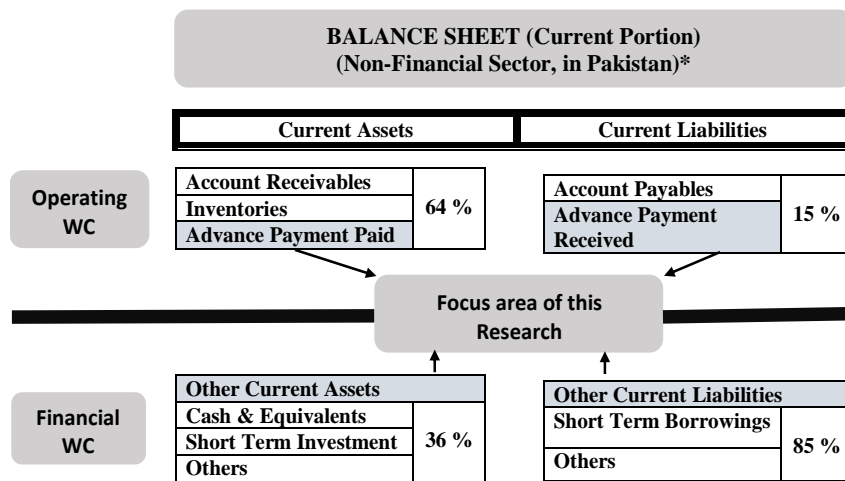 BALANCE SHEET (Current Portion)
(Non-Financial Sector, in Pakistan)*
Current Assets
Current Liabilities
Operating
WC
Account Receivables
Inventories
Advance Payment Paid
64 %
Account Payables
Advance Payment
Received
15 %
Focus area of this
Research
Financial
WC
Other Current Assets
Cash & Equivalents
Short Term Investment
Others
36 %
Other Current Liabilities
Short Term Borrowings
Others
85 %